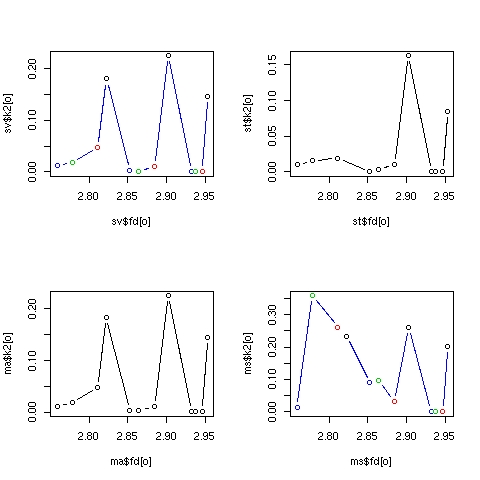 sv$k2[o]
0.00 0.10 0.20
2.80 2.85 2.90 2.95
sv$fd[o]
st$k2[o]
0.00 0.05 0.10 0.15
2.80 2.85 2.90 2.95
st$fd[o]
ma$k2[o]
0.00 0.10 0.20
2.80 2.85 2.90 2.95
ma$fd[o]
ms$k2[o]
0.00 0.10 0.20 0.30
2.80 2.85 2.90 2.95
ms$fd[o]